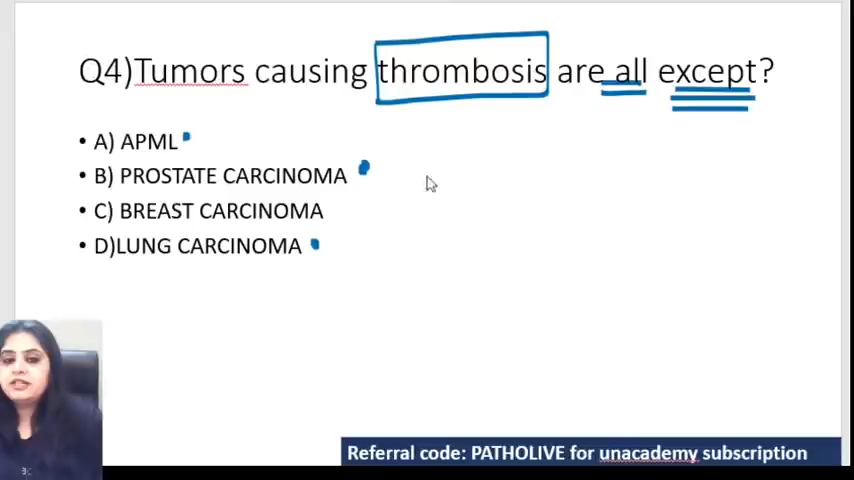 Q4)Tumors causing thrombosis are all except?
• A) APML
• B) PROSTATE CARCINOMA
• C) BREAST CARCINOMA
• D)LUNG CARCINOMA
Referral code: PATHOLIVE for unacademy subscription